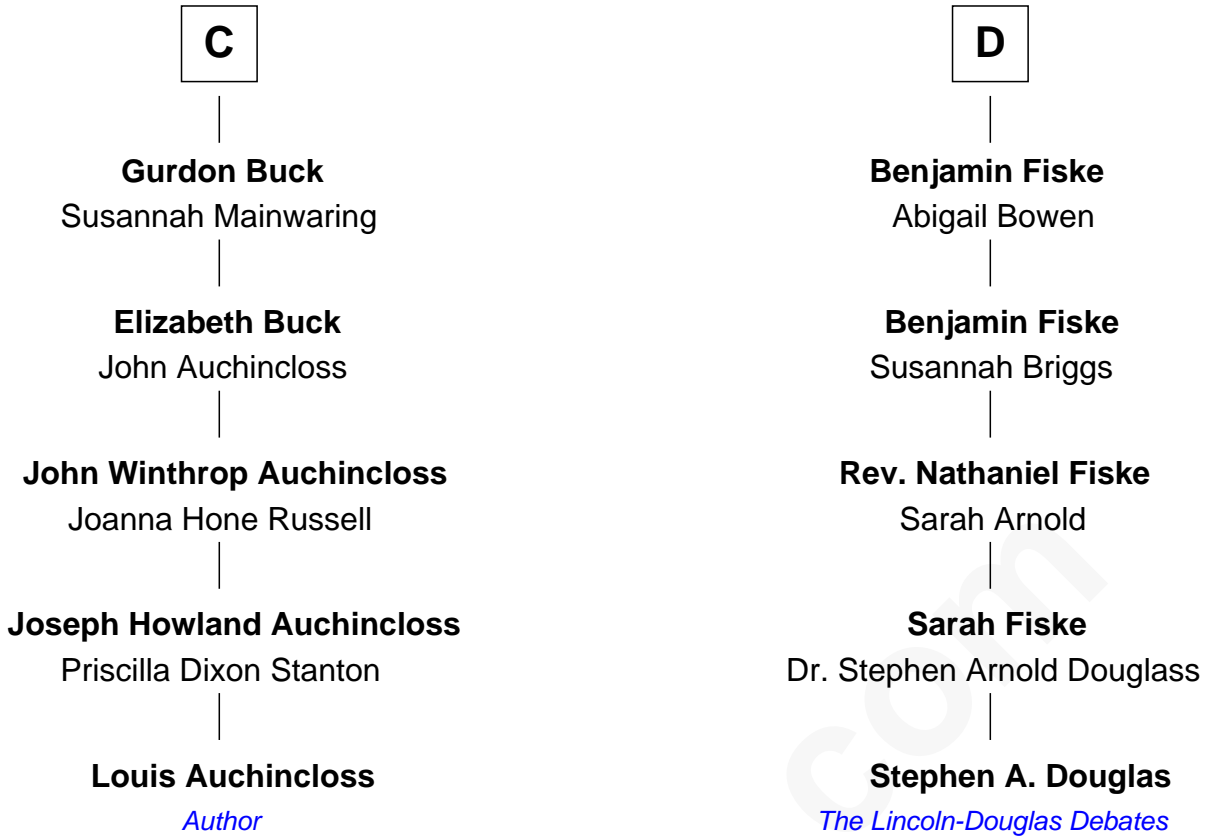 C
Gurdon Buck
Susannah Mainwaring
Elizabeth Buck
John Auchincloss
John Winthrop Auchincloss
Joanna Hone Russell
Joseph Howland Auchincloss
Priscilla Dixon Stanton
Louis Auchincloss
Author
D
Benjamin Fiske
Abigail Bowen
Benjamin Fiske
Susannah Briggs
Rev. Nathaniel Fiske
Sarah Arnold
Sarah Fiske
Dr. Stephen Arnold Douglass
Stephen A. Douglas
The Lincoln-Douglas Debates
com